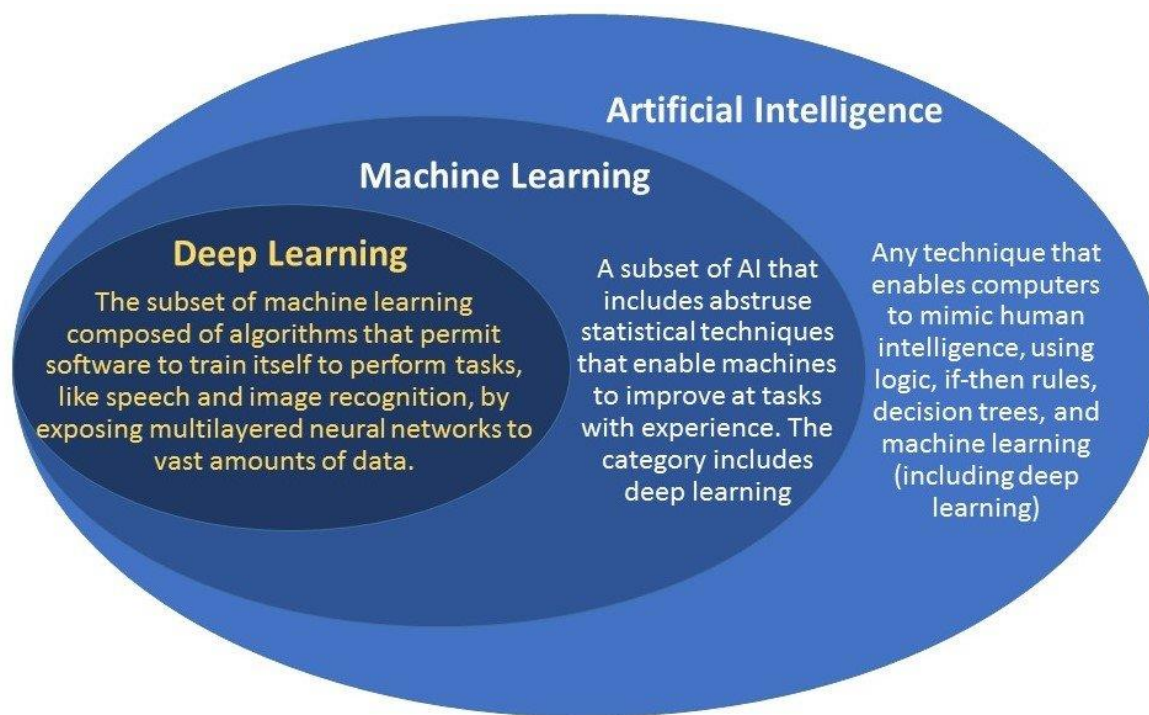 Artificial Intelligence
Machine Learning
Deep Learning
The subset of machine learning
composed of algorithms that permit
software to train itself to perform tasks,
like speech and image recognition, by
exposing multilayered neural networks to
vast amounts of data.
A subset of AI that
includes abstruse
statistical techniques
that enable machines
to improve at tasks
with experience. The
category includes
deep learning
Any technique that
enables computers
to mimic human
intelligence, using
logic, if-then rules,
decision trees, and
machine learning
(including deep
learning)